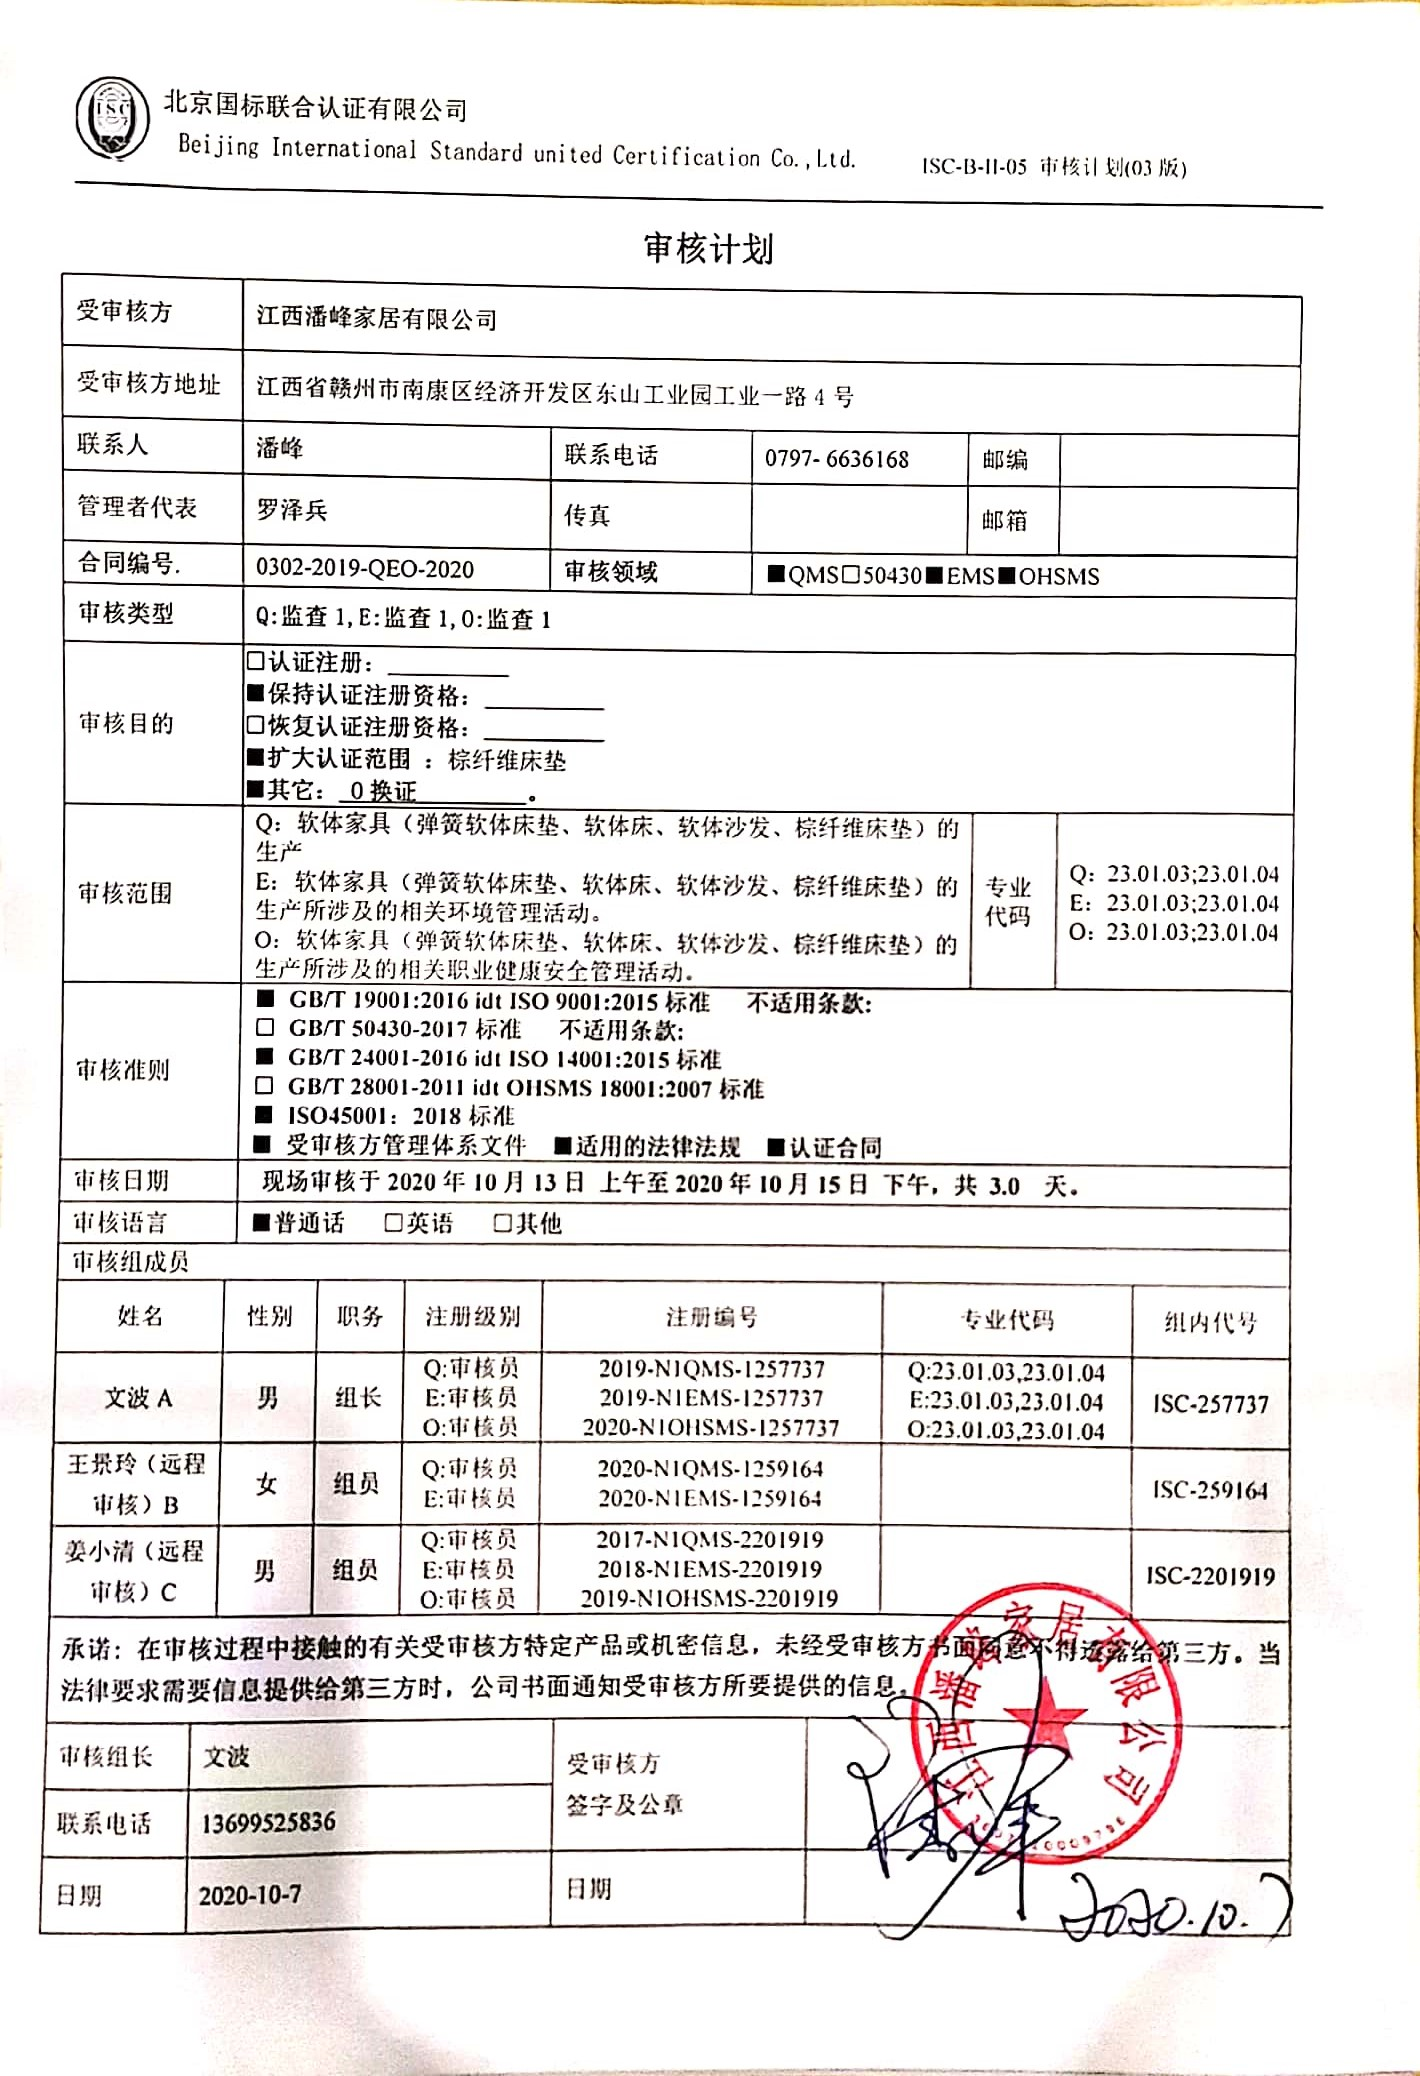 ISC
北京国标联合认证有限公司
Beijing International Standard united Certification Co.,Ltd.
ISC-B-II-05 审核计划(03版)
审核计划
受审核方 江西潘峰家居有限公司
受审核方地址 江西省赣州市南康区经济开发区东山工业园工业一路4号
联系人 潘峰 联系电话 0797- 6636168 邮编
管理者代表 罗泽兵 传真 邮箱
合同编号. 0302-2019-QEO-2020 审核领域 ■QMS□50430■EMS■OHSMS
审核类型 Q:监查1,E:监查1,O:监查1
审核目的
□认证注册：
■保持认证注册资格：
□恢复认证注册资格：
■扩大认证范围 ：棕纤维床垫
■其它： O换证 。
审核范围
Q：软体家具（弹簧软体床垫、软体床、软体沙发、棕纤维床垫）的
生产
E：软体家具（弹簧软体床垫、软体床、软体沙发、棕纤维床垫）的
生产所涉及的相关环境管理活动。
O：软体家具（弹簧软体床垫、软体床、软体沙发、棕纤维床垫）的
生产所涉及的相关职业健康安全管理活动。
专业
代码
Q：23.01.03;23.01.04
E：23.01.03;23.01.04
O：23.01.03;23.01.04
审核准则
■ GB/T 19001:2016 idt ISO 9001:2015 标准 不适用条款:
□ GB/T 50430-2017 标准 不适用条款:
■ GB/T 24001-2016 idt ISO 14001:2015 标准
□ GB/T 28001-2011 idt OHSMS 18001:2007 标准
■ ISO45001：2018 标准
■ 受审核方管理体系文件 ■适用的法律法规 ■认证合同
审核日期 现场审核于2020年10月13日 上午至2020年10月15日 下午，共 3.0 天。
审核语言 ■普通话 □英语 □其他
审核组成员
姓名 性别 职务 注册级别 注册编号 专业代码 组内代号
文波A 男 组长
Q:审核员 2019-N1QMS-1257737 Q:23.01.03,23.01.04
E:审核员 2019-N1EMS-1257737 E:23.01.03,23.01.04
O:审核员 2020-N1OHSMS-1257737 O:23.01.03,23.01.04
ISC-257737
王景玲（远程
审核）B
女 组员
Q:审核员 2020-N1QMS-1259164
E:审核员 2020-N1EMS-1259164
ISC-259164
姜小清（远程
审核）C
男 组员
Q:审核员 2017-N1QMS-2201919
E:审核员 2018-N1EMS-2201919
O:审核员 2019-N1OHSMS-2201919
ISC-2201919
承诺：在审核过程中接触的有关受审核方特定产品或机密信息，未经受审核方书面同意不得透露给第三方。当
法律要求需要信息提供给第三方时，公司书面通知受审核方所要提供的信息。
审核组长 文波
受审核方
签字及公章
江西潘峰家居有限公司
潘峰
联系电话 13699525836
日期 2020-10-7 日期 2020.10.7